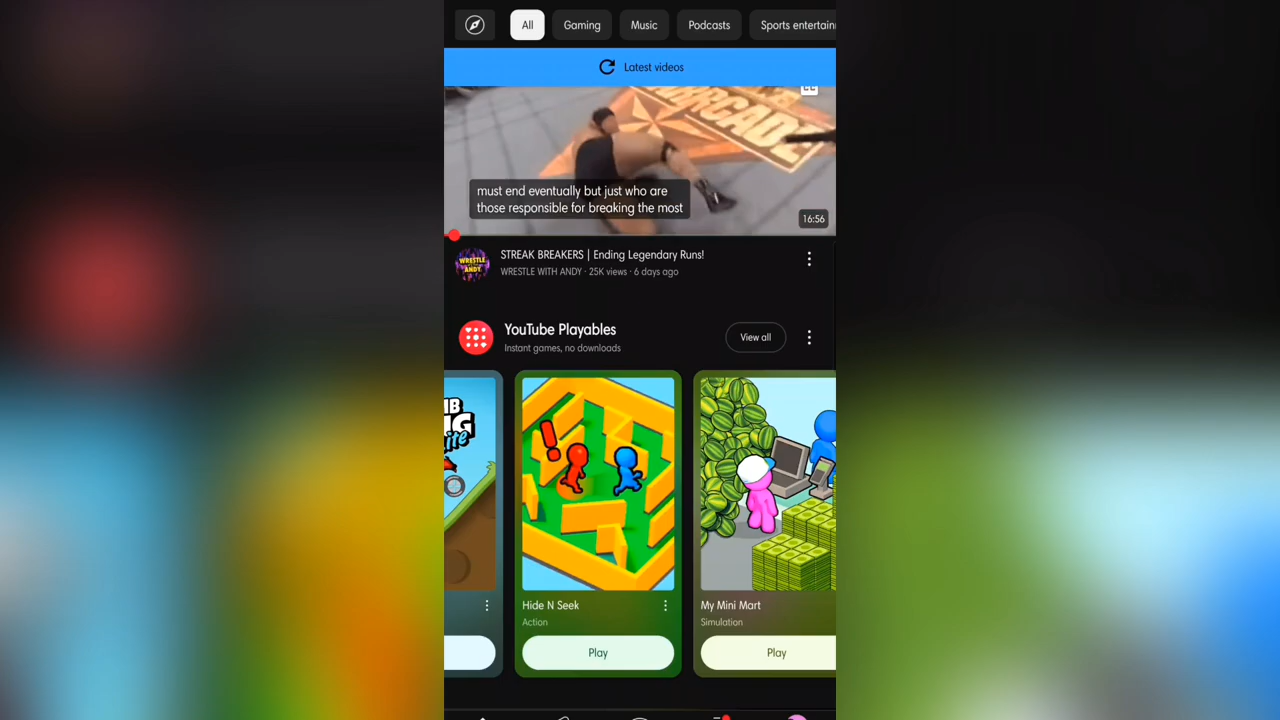 All
Gaming
Music
Podcasts
Sports entertain
Latest videos
must end eventually but just who are
those responsible for breaking the most
16:56
STREAK BREAKERS | Ending Legendary Runs!
WRESTLE WITH ANDY · 25K views · 6 days ago
WRESTLE
ANDY
YouTube Playables
Instant games, no downloads
View all
Hide N Seek
Action
Play
My Mini Mart
Simulation
Play